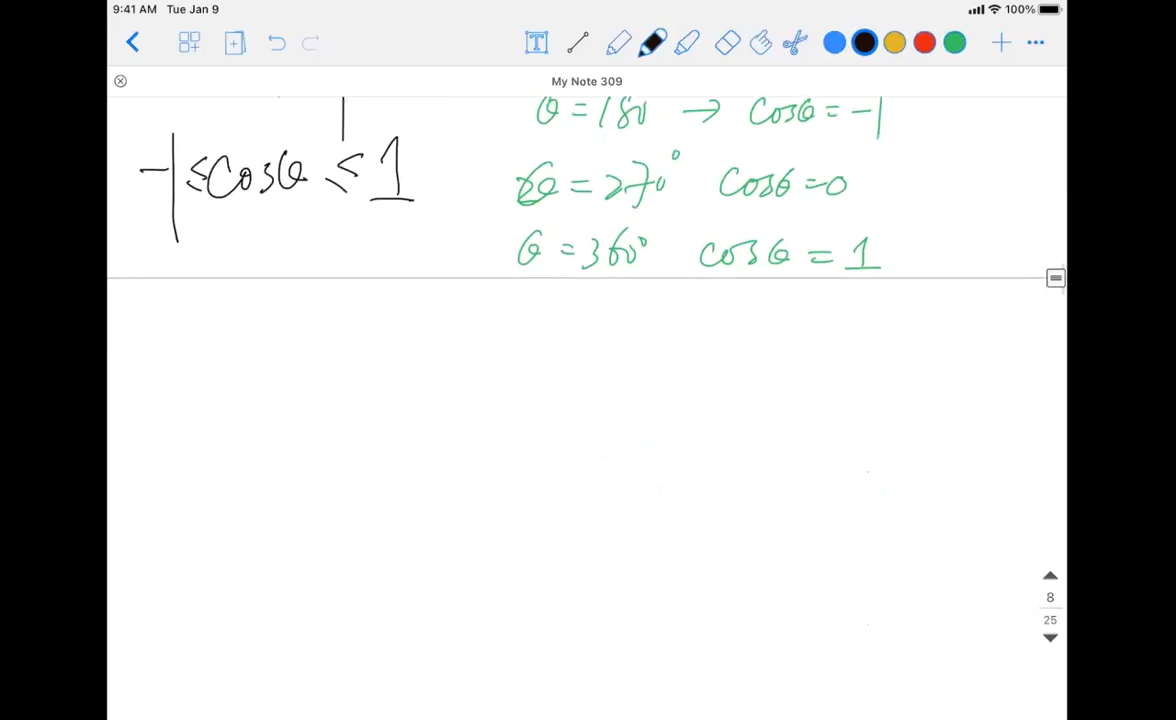 9:41 AM Tue Jan 9
100%
My Note 309
θ = 180 → cosθ = -1
-1 ≤ cosθ ≤ 1
θ = 270° cosθ = 0
θ = 360° cosθ = 1
8
25